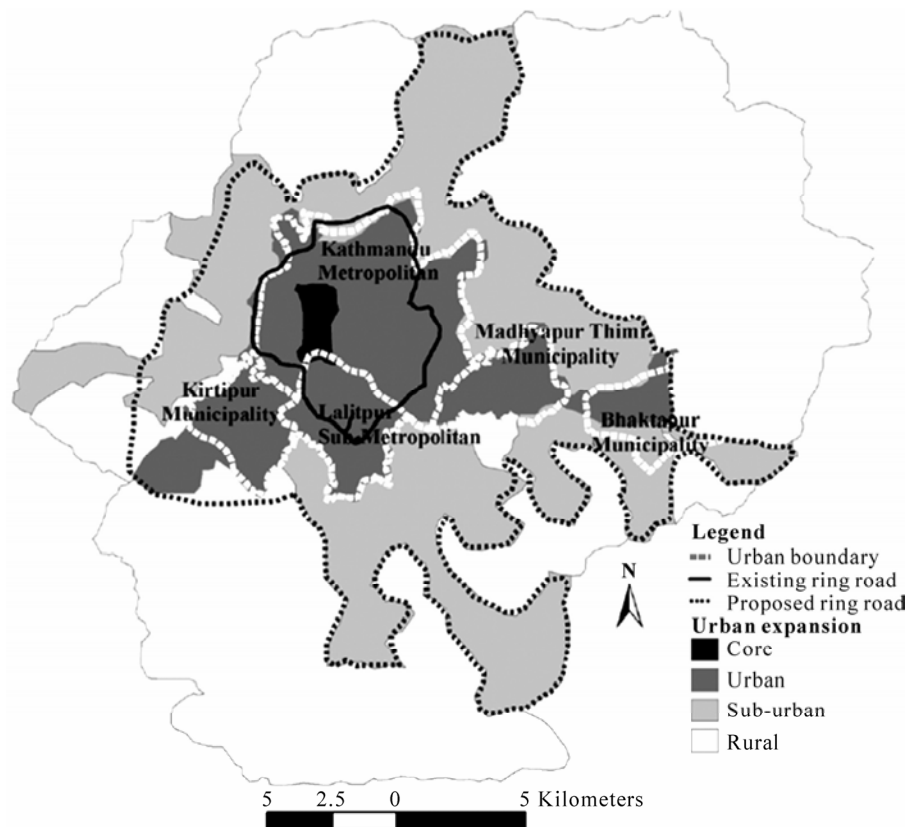 Kathmandu
Metropolitan
Madhyapur Thimi
Municipality
Kirtipur
Municipality
Lalitpur
Sub-Metropolitan
Bhaktapur
Municipality
Legend
Urban boundary
N
Existing ring road
Proposed ring road
Urban expansion
Core
Urban
Sub-urban
Rural
5 2.5 0 5 Kilometers